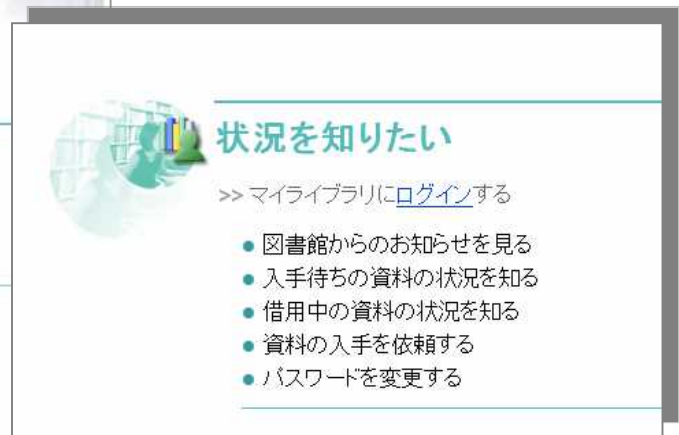 状況を知りたい
>> マイライブラリにログインする
● 図書館からのお知らせを見る
● 入手待ちの資料の状況を知る
● 借用中の資料の状況を知る
● 資料の入手を依頼する
● パスワードを変更する